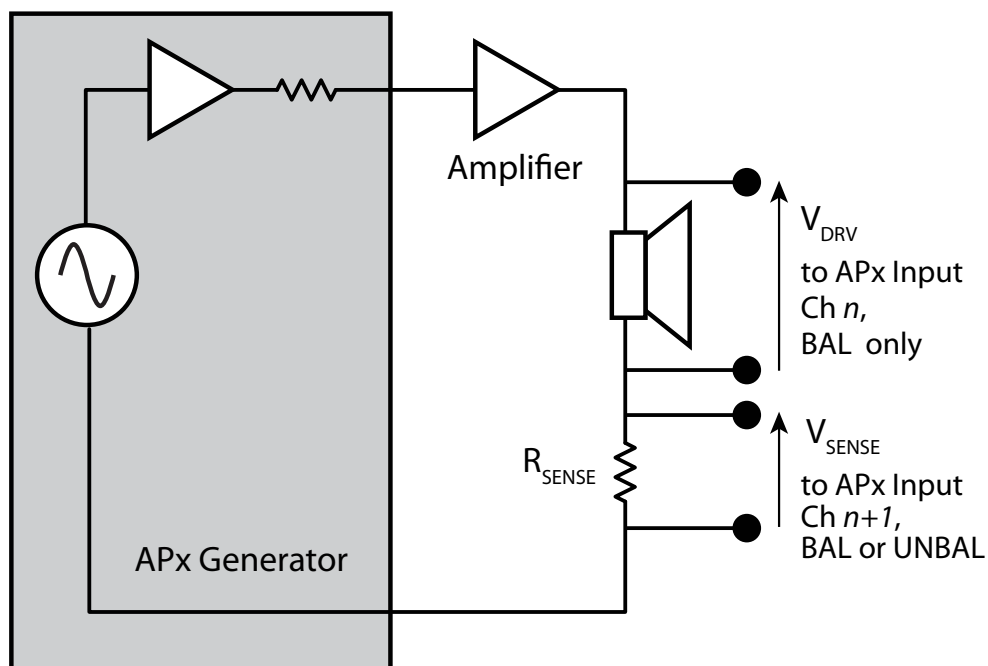 Amplifier
V_DRV
to APx Input
Ch n,
BAL only
R_SENSE
V_SENSE
to APx Input
Ch n+1,
BAL or UNBAL
APx Generator